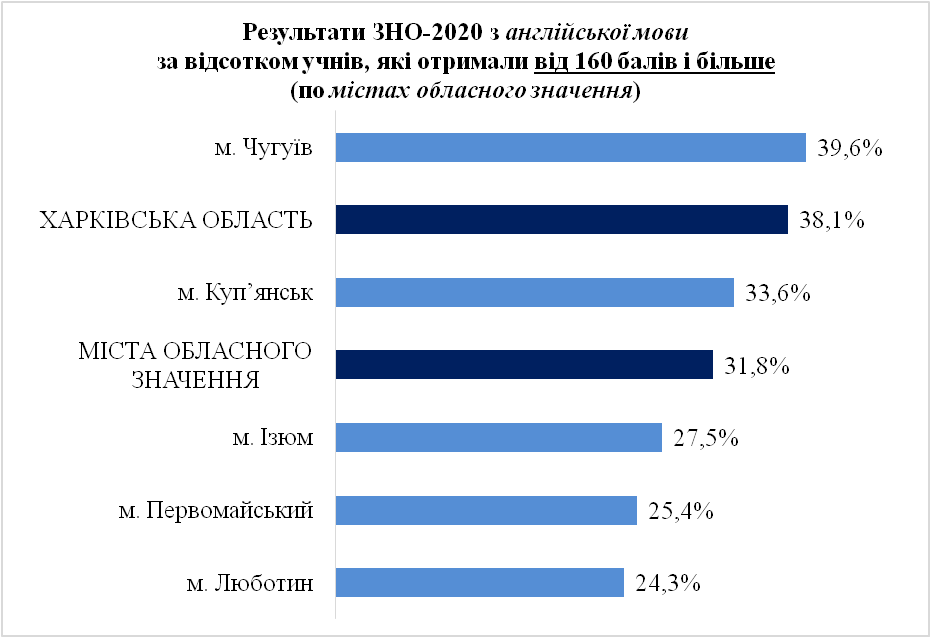 Результати ЗНО-2020 з англійської мови
за відсотком учнів, які отримали від 160 балів і більше
(по містах обласного значення)
м. Чугуїв 39,6%
ХАРКІВСЬКА ОБЛАСТЬ 38,1%
м. Куп’янськ 33,6%
МІСТА ОБЛАСНОГО
ЗНАЧЕННЯ 31,8%
м. Ізюм 27,5%
м. Первомайський 25,4%
м. Люботин 24,3%